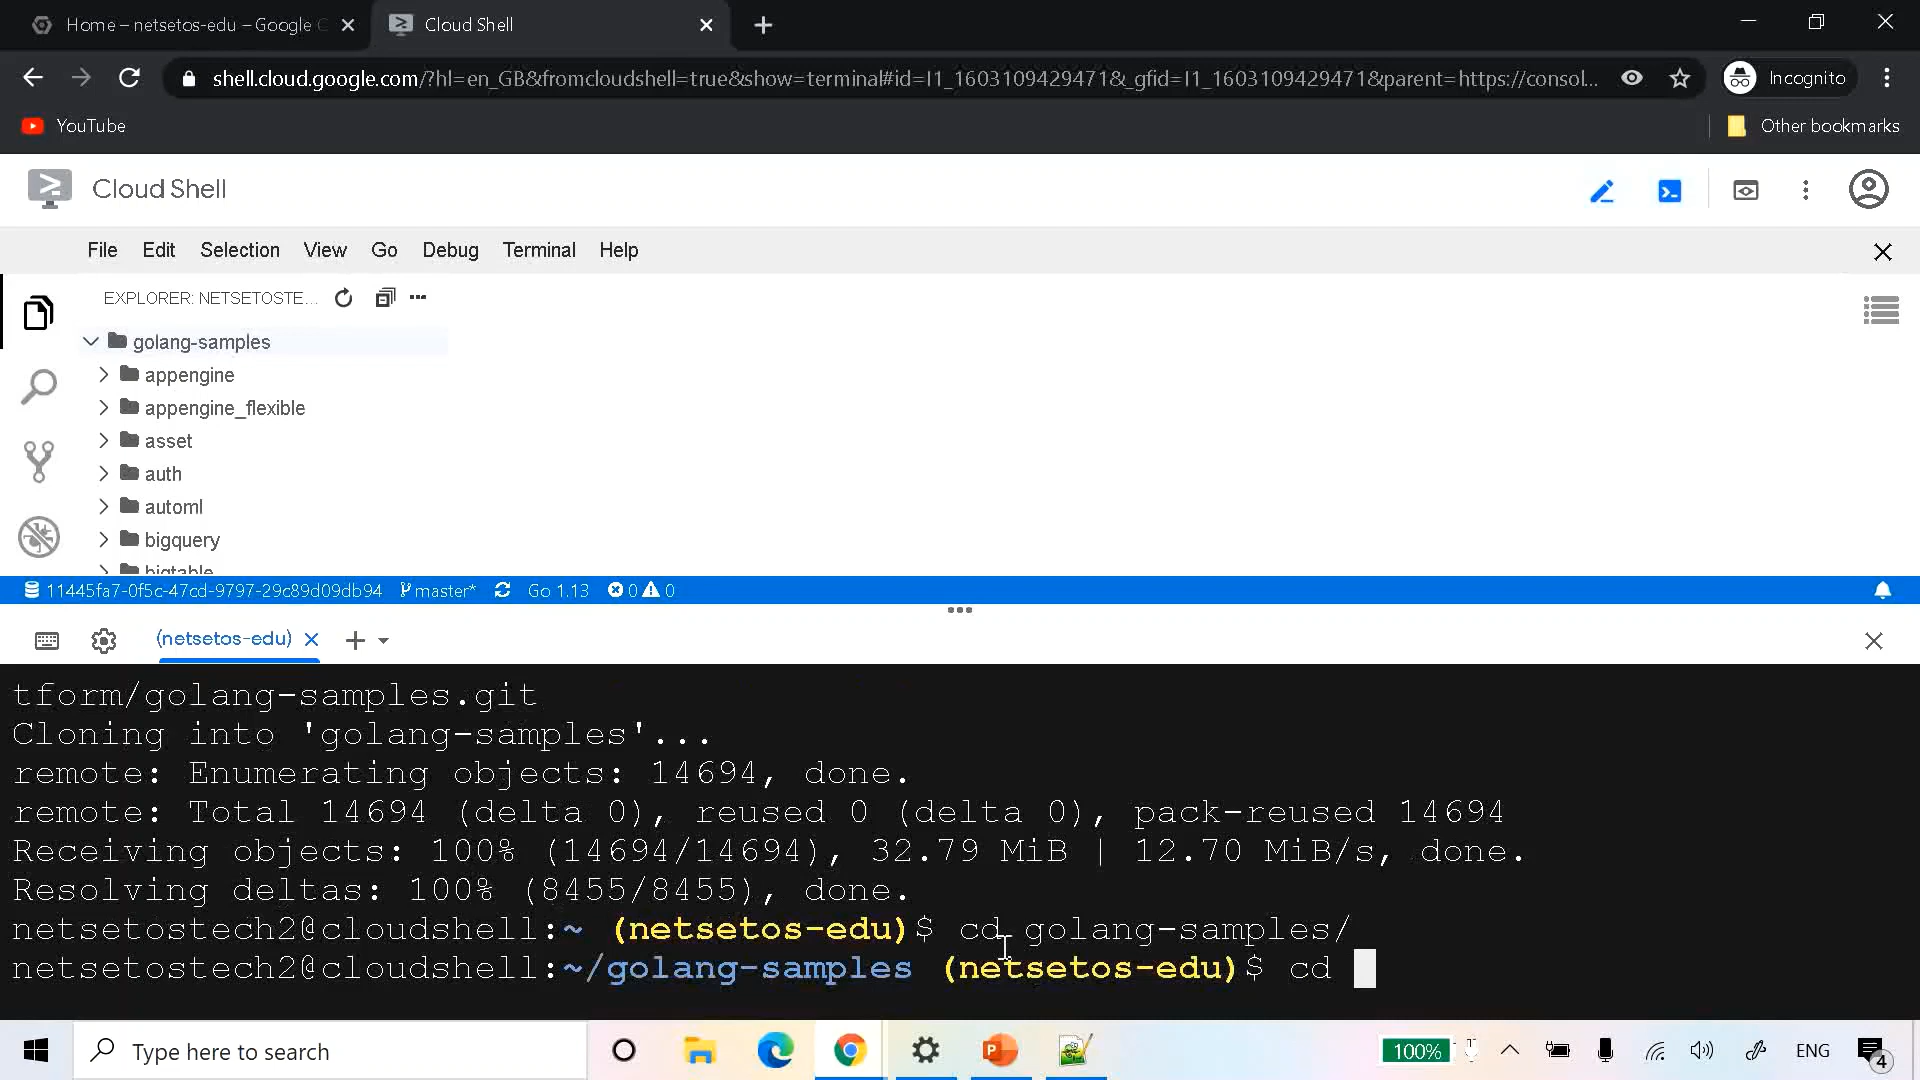 Home – netsetos-edu – Google C
Cloud Shell
shell.cloud.google.com/?hl=en_GB&fromcloudshell=true&show=terminal#id=I1_1603109429471&_gfid=I1_1603109429471&parent=https://consol...
Incognito
YouTube
Other bookmarks
Cloud Shell
File Edit Selection View Go Debug Terminal Help
EXPLORER: NETSETOSTE...
golang-samples
appengine
appengine_flexible
asset
auth
automl
bigquery
bigtable
11445fa7-0f5c-47cd-9797-29c89d09db94 master* Go 1.13 0 0
(netsetos-edu)
tform/golang-samples.git
Cloning into 'golang-samples'...
remote: Enumerating objects: 14694, done.
remote: Total 14694 (delta 0), reused 0 (delta 0), pack-reused 14694
Receiving objects: 100% (14694/14694), 32.79 MiB | 12.70 MiB/s, done.
Resolving deltas: 100% (8455/8455), done.
netsetostech2@cloudshell:~ (netsetos-edu)$ cd golang-samples/
netsetostech2@cloudshell:~/golang-samples (netsetos-edu)$ cd
Type here to search
100%
ENG
4